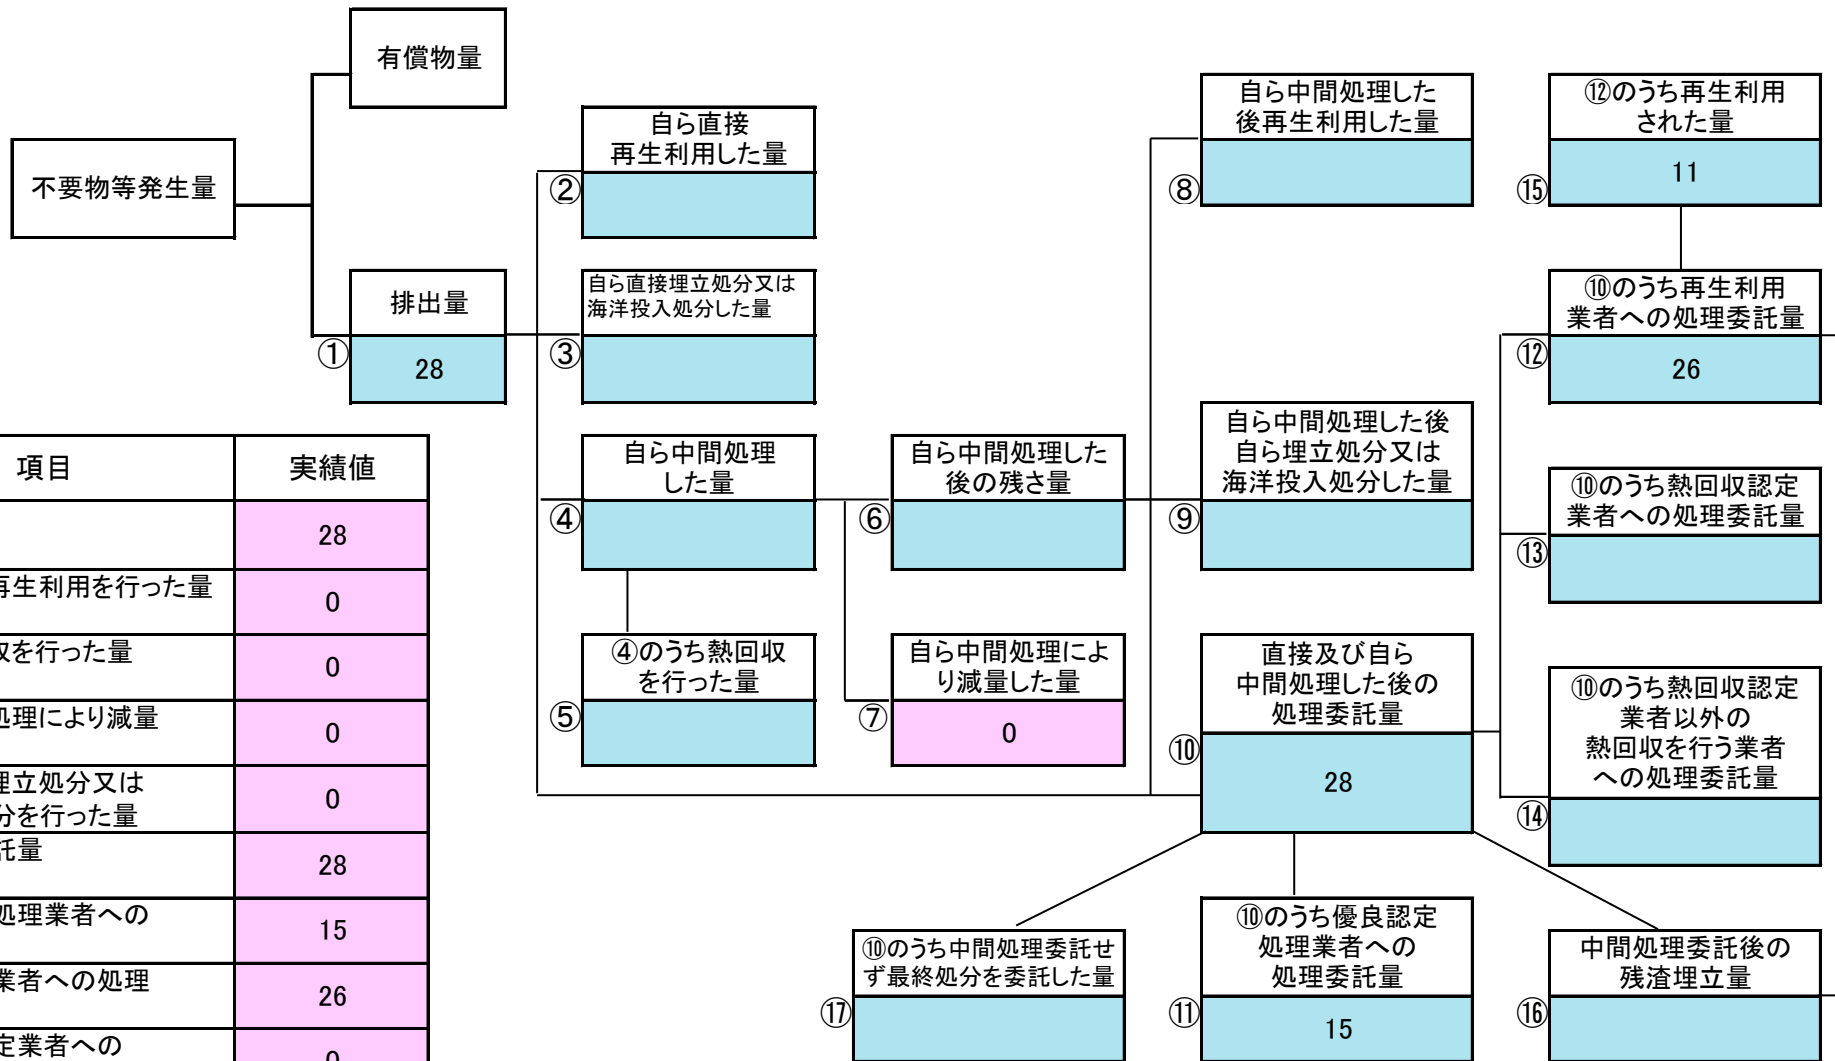 有償物量
不要物等発生量
排出量
①
28
自ら直接
再生利用した量
②
自ら直接埋立処分又は
海洋投入処分した量
③
自ら中間処理
した量
④
④のうち熱回収
を行った量
⑤
自ら中間処理した
後の残さ量
⑥
自ら中間処理によ
り減量した量
⑦
0
自ら中間処理した
後再生利用した量
⑧
自ら中間処理した後
自ら埋立処分又は
海洋投入処分した量
⑨
直接及び自ら
中間処理した後の
処理委託量
⑩
28
⑫のうち再生利用
された量
⑮
11
⑩のうち再生利用
業者への処理委託量
⑫
26
⑩のうち熱回収認定
業者への処理委託量
⑬
⑩のうち熱回収認定
業者以外の
熱回収を行う業者
への処理委託量
⑭
⑩のうち中間処理委託せ
ず最終処分を委託した量
⑰
⑩のうち優良認定
処理業者への
処理委託量
⑪
15
中間処理委託後の
残渣埋立量
⑯
項目 実績値
28
再生利用を行った量
0
を行った量
0
処理により減量
0
埋立処分又は
分を行った量
0
託量
28
処理業者への
15
業者への処理
26
定業者への
0